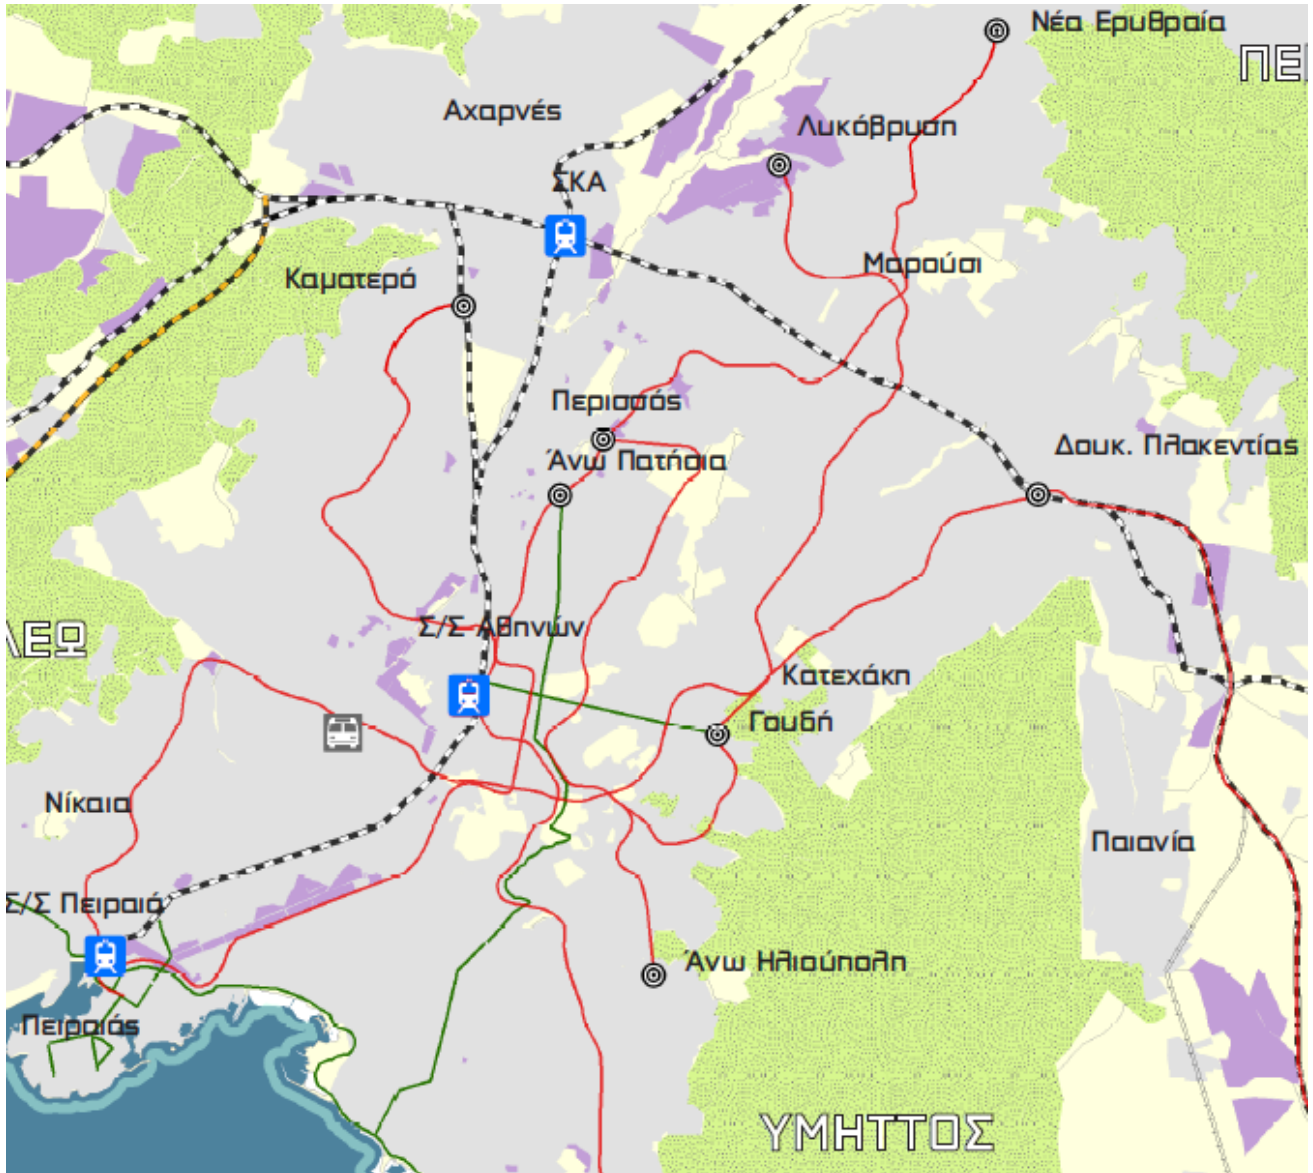 Νέα Ερυθραία
ΠΕΙ
Αχαρνές
Λυκόβρυση
ΣΚΑ
Μαρούσι
Καματερό
Περισσός
Δουκ. Πλακεντίας
Άνω Πατήσια
Σ/Σ Αθηνών
ΛΕΩ
Κατεχάκη
Γουδή
Νίκαια
Παιανία
Σ/Σ Πειραιά
Άνω Ηλιούπολη
Πειραιάς
ΥΜΗΤΤΟΣ